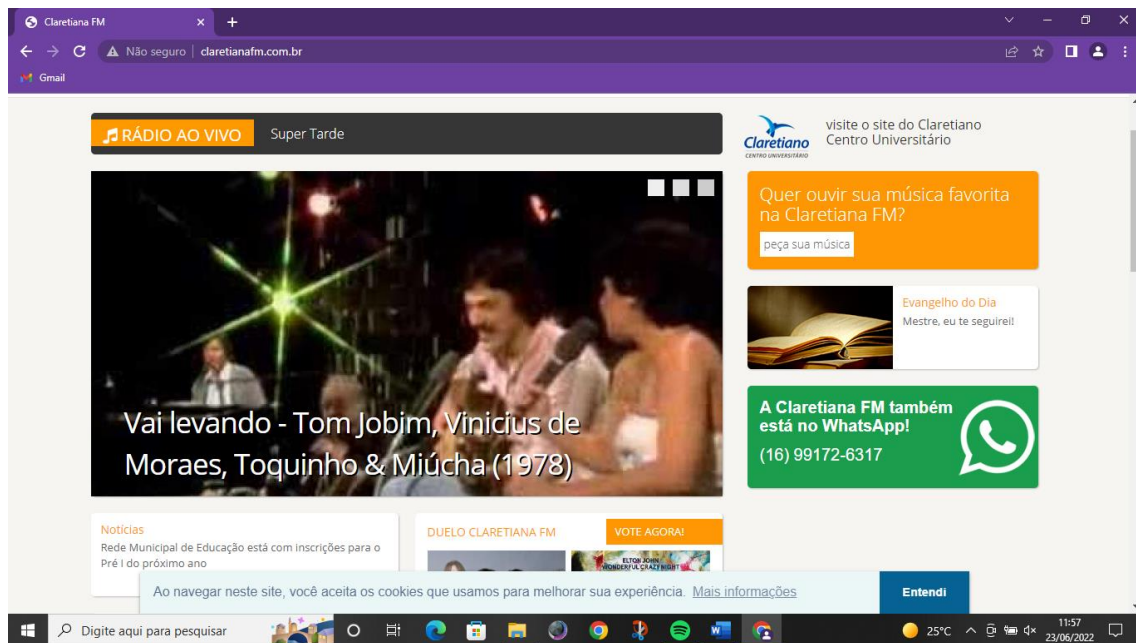 Claretiana FM
Não seguro
claretianafm.com.br
Gmail
RÁDIO AO VIVO
Super Tarde
Claretiano
CENTRO UNIVERSITÁRIO
visite o site do Claretiano
Centro Universitário
Vai levando - Tom Jobim, Vinicius de
Moraes, Toquinho & Miúcha (1978)
Quer ouvir sua música favorita
na Claretiana FM?
peça sua música
Evangelho do Dia
Mestre, eu te seguirei!
A Claretiana FM também
está no WhatsApp!
(16) 99172-6317
Notícias
Rede Municipal de Educação está com inscrições para o
Pré I do próximo ano
DUELO CLARETIANA FM
VOTE AGORA!
ELTON JOHN
WONDERFUL CRAZY NIGHT
Ao navegar neste site, você aceita os cookies que usamos para melhorar sua experiência. Mais informações
Entendi
Digite aqui para pesquisar
25°C
11:57
23/06/2022